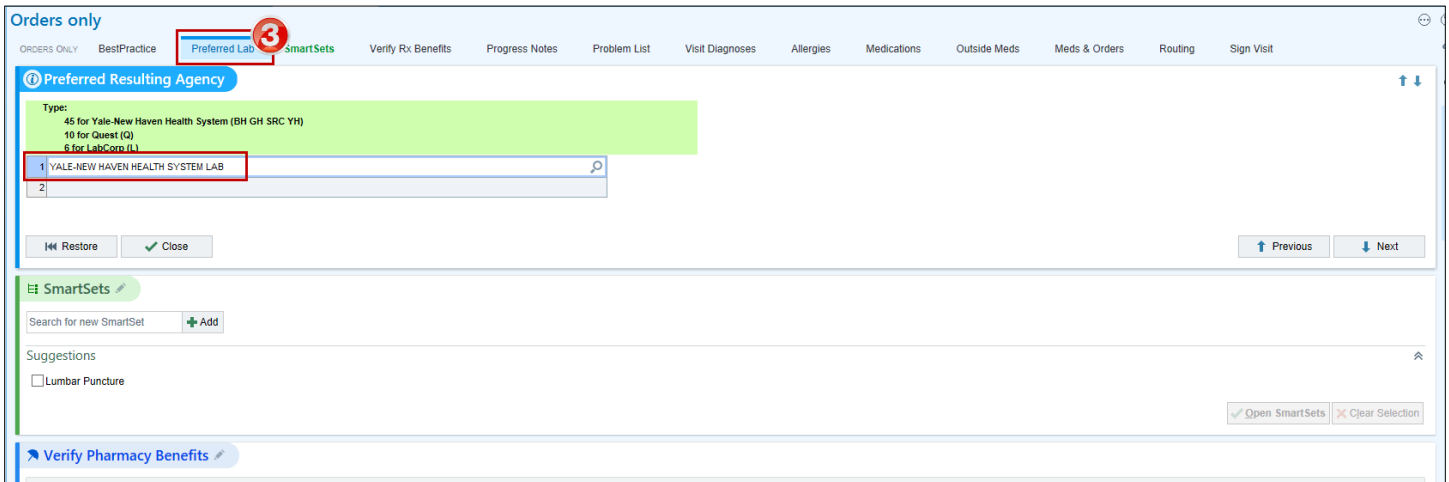 Orders only
3
ORDERS ONLY BestPractice Preferred Lab SmartSets Verify Rx Benefits Progress Notes Problem List Visit Diagnoses Allergies Medications Outside Meds Meds & Orders Routing Sign Visit
Preferred Resulting Agency
Type:
45 for Yale-New Haven Health System (BH GH SRC YH)
10 for Quest (Q)
6 for LabCorp (L)
1 YALE-NEW HAVEN HEALTH SYSTEM LAB
2
Restore Close Previous Next
SmartSets
Search for new SmartSet Add
Suggestions
Lumbar Puncture
Open SmartSets Clear Selection
Verify Pharmacy Benefits